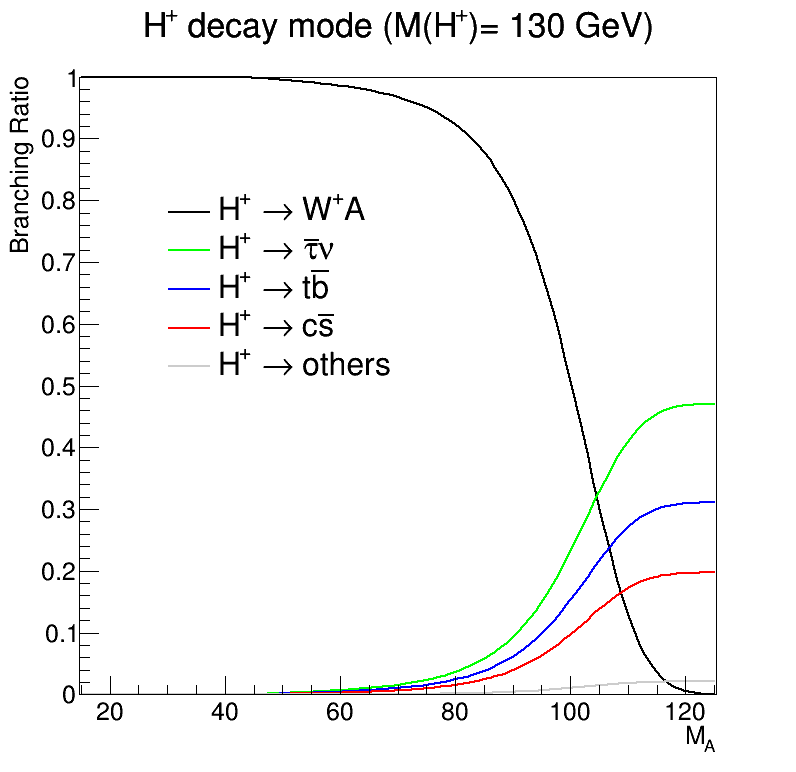 H⁺ decay mode (M(H⁺)= 130 GeV)
Branching Ratio
1
0.9
0.8
0.7
0.6
0.5
0.4
0.3
0.2
0.1
0
H⁺ → W⁺A
H⁺ → τ̅ν
H⁺ → tb̅
H⁺ → cs̅
H⁺ → others
20 40 60 80 100 120
M_A